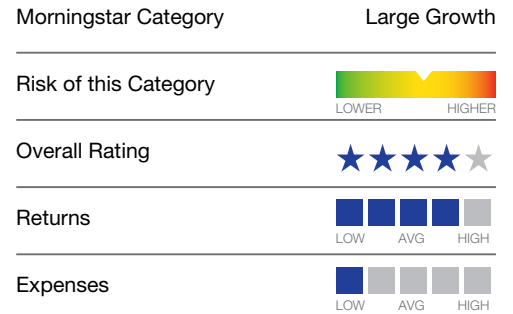 Morningstar Category Large Growth
Risk of this Category
LOWER HIGHER
Overall Rating
Returns
LOW AVG HIGH
Expenses
LOW AVG HIGH